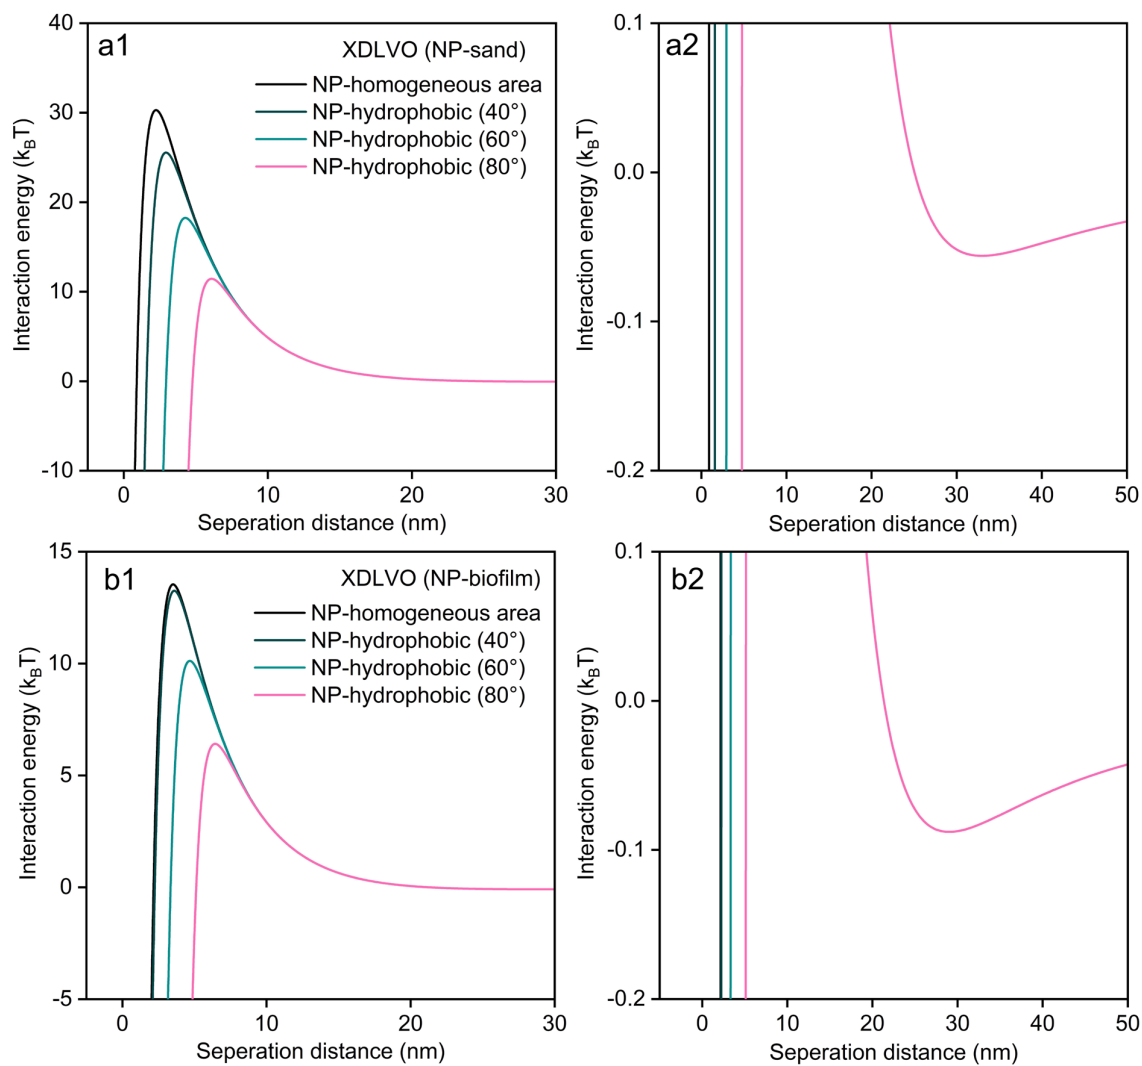 a1
XDLVO (NP-sand)
NP-homogeneous area
NP-hydrophobic (40°)
NP-hydrophobic (60°)
NP-hydrophobic (80°)
40
30
20
10
0
-10
Interaction energy (kBT)
0
10
20
30
Seperation distance (nm)
a2
0.1
0.0
-0.1
-0.2
Interaction energy (kBT)
0
10
20
30
40
50
Seperation distance (nm)
b1
XDLVO (NP-biofilm)
NP-homogeneous area
NP-hydrophobic (40°)
NP-hydrophobic (60°)
NP-hydrophobic (80°)
15
10
5
0
-5
Interaction energy (kBT)
0
10
20
30
Seperation distance (nm)
b2
0.1
0.0
-0.1
-0.2
Interaction energy (kBT)
0
10
20
30
40
50
Seperation distance (nm)